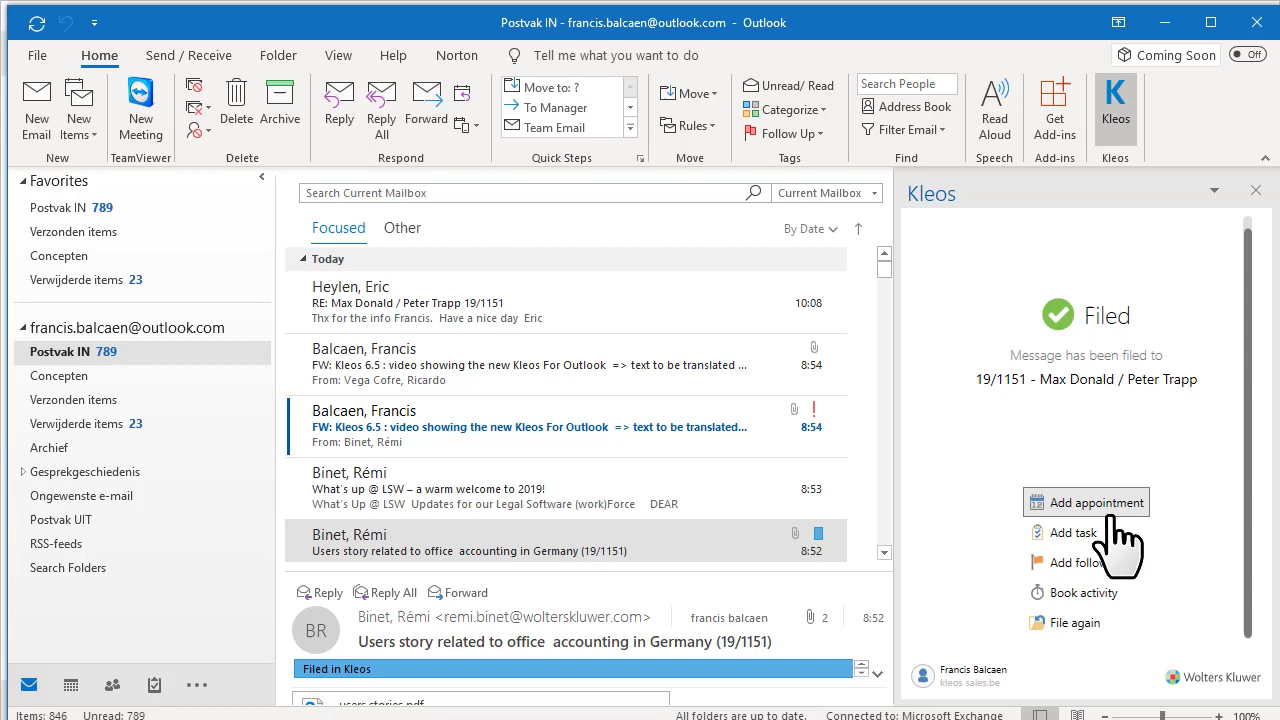 Postvak IN - francis.balcaen@outlook.com - Outlook
File Home Send / Receive Folder View Help Norton Tell me what you want to do Coming Soon Off
New Email
New Items
New Meeting
Delete
Archive
Reply
Reply All
Forward
Move to: ?
To Manager
Team Email
Move
Rules
Unread/ Read
Categorize
Follow Up
Search People
Address Book
Filter Email
Read Aloud
Get Add-ins
K
Kleos
New TeamViewer Delete Respond Quick Steps Move Tags Find Speech Add-ins Kleos
Favorites
Postvak IN 789
Verzonden items
Concepten
Verwijderde items 23
francis.balcaen@outlook.com
Postvak IN 789
Concepten
Verzonden items
Verwijderde items 23
Archief
Gesprekgeschiedenis
Ongewenste e-mail
Postvak UIT
RSS-feeds
Search Folders
Items: 846 Unread: 789
Search Current Mailbox Current Mailbox
Focused Other By Date
Today
Heylen, Eric
RE: Max Donald / Peter Trapp 19/1151 10:08
Thx for the info Francis. Have a nice day Eric
Balcaen, Francis
FW: Kleos 6.5 : video showing the new Kleos For Outlook => text to be translated ... 8:54
From: Vega Cofre, Ricardo
Balcaen, Francis
FW: Kleos 6.5 : video showing the new Kleos For Outlook => text to be translated... 8:54
From: Binet, Rémi
Binet, Rémi
What's up @ LSW – a warm welcome to 2019! 8:53
What's Up @ LSW Updates for our Legal Software (work)Force DEAR
Binet, Rémi
Users story related to office accounting in Germany (19/1151) 8:52
Reply Reply All Forward
BR
Binet, Rémi <remi.binet@wolterskluwer.com> francis balcaen 2 8:52
Users story related to office accounting in Germany (19/1151)
Filed in Kleos
users stories.pdf
All folders are up to date. Connected to: Microsoft Exchange 100%
Kleos
Filed
Message has been filed to
19/1151 - Max Donald / Peter Trapp
12
Add appointment
Add task
Add follo
Book activity
File again
Francis Balcaen
kleos sales.be
Wolters Kluwer